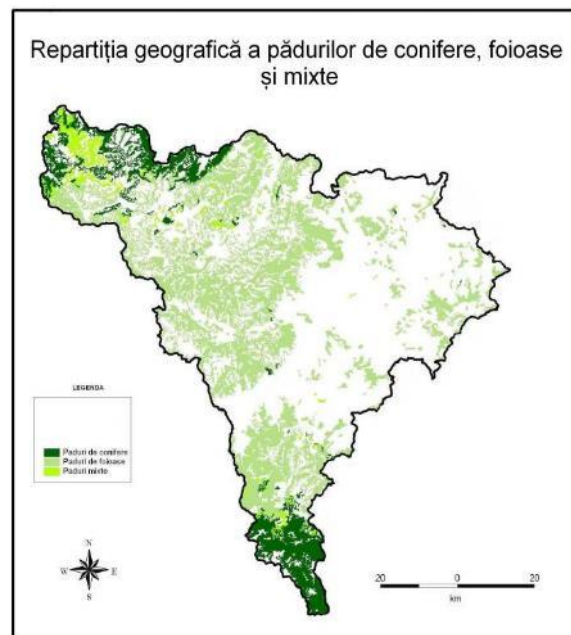 Repartiția geografică a pădurilor de conifere, foioase
și mixte
LEGENDA
Paduri de conifere
Paduri de foioase
Paduri mixte
N
W E
S
20 0 20
km